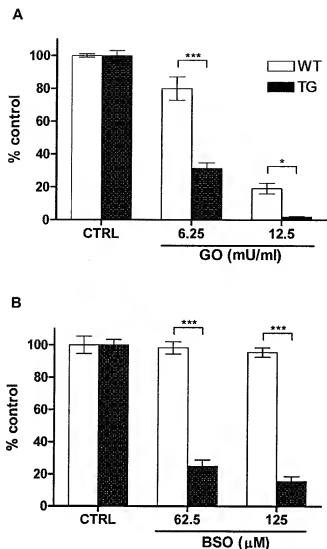 A
% control
100
80
60
40
20
0
***
*
WT
TG
CTRL
6.25
12.5
GO (mU/ml)
B
% control
100
80
60
40
20
0
***
***
CTRL
62.5
125
BSO (µM)